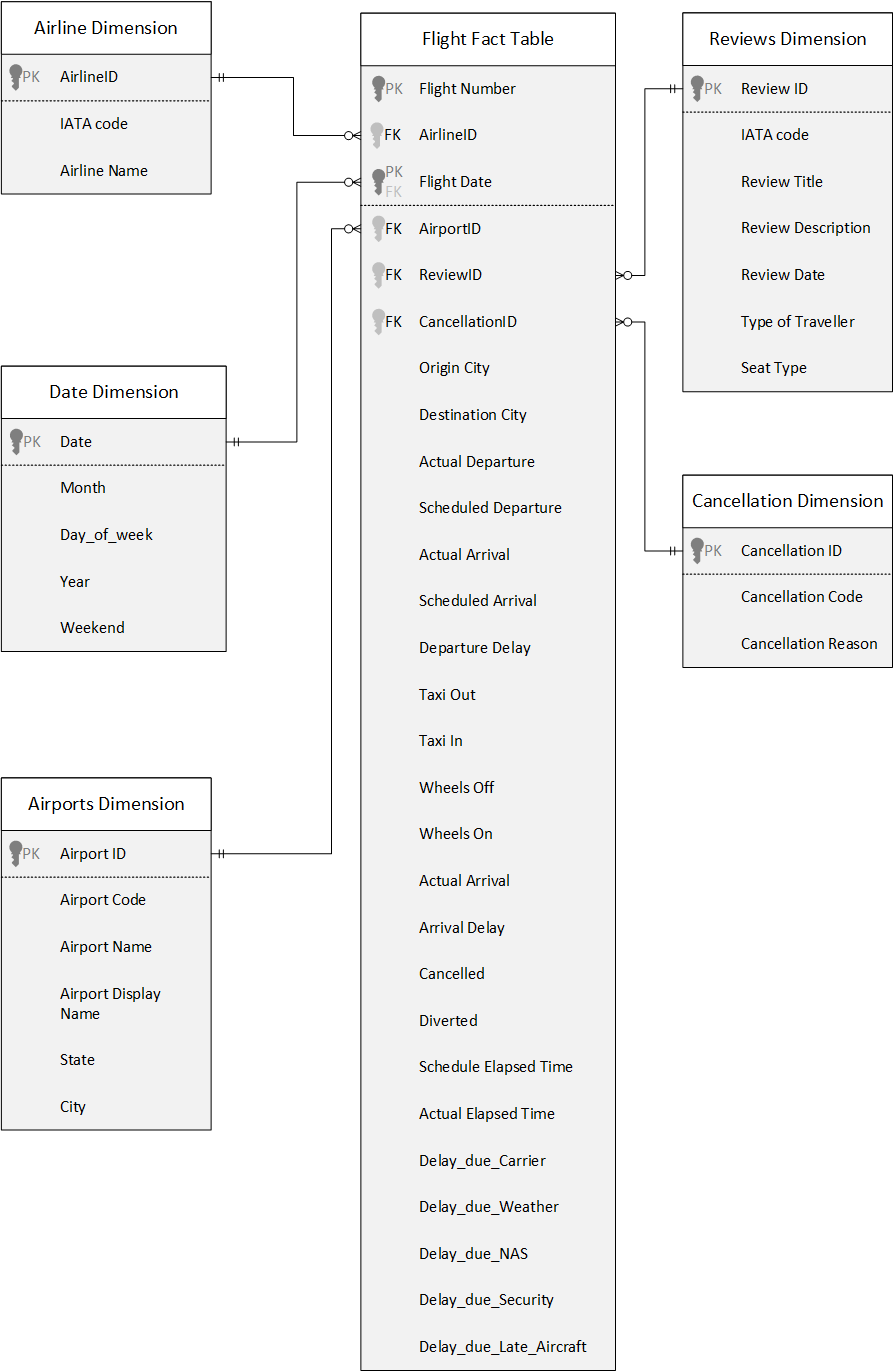 Airline Dimension
PK AirlineID
IATA code
Airline Name
Date Dimension
PK Date
Month
Day_of_week
Year
Weekend
Airports Dimension
PK Airport ID
Airport Code
Airport Name
Airport Display
Name
State
City
Flight Fact Table
PK Flight Number
FK AirlineID
PK
FK
Flight Date
FK AirportID
FK ReviewID
FK CancellationID
Origin City
Destination City
Actual Departure
Scheduled Departure
Actual Arrival
Scheduled Arrival
Departure Delay
Taxi Out
Taxi In
Wheels Off
Wheels On
Actual Arrival
Arrival Delay
Cancelled
Diverted
Schedule Elapsed Time
Actual Elapsed Time
Delay_due_Carrier
Delay_due_Weather
Delay_due_NAS
Delay_due_Security
Delay_due_Late_Aircraft
Reviews Dimension
PK Review ID
IATA code
Review Title
Review Description
Review Date
Type of Traveller
Seat Type
Cancellation Dimension
PK Cancellation ID
Cancellation Code
Cancellation Reason